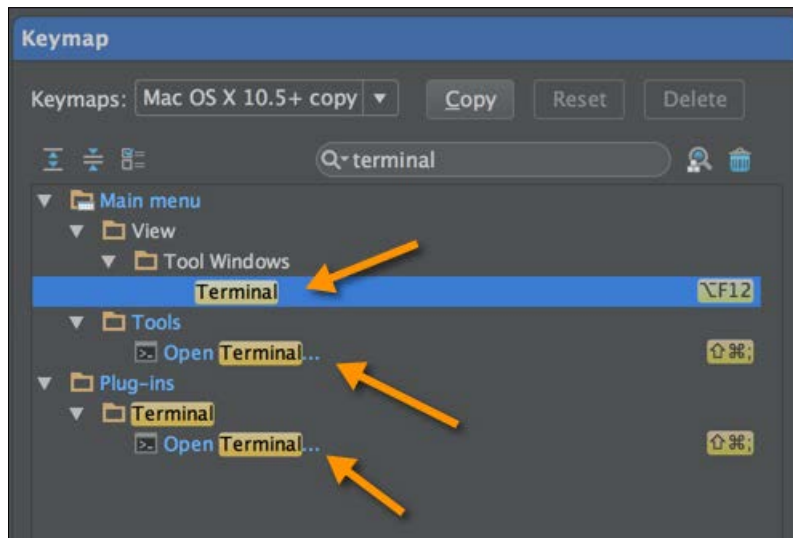 Keymap
Keymaps: Mac OS X 10.5+ copy Copy Reset Delete
terminal
Main menu
View
Tool Windows
Terminal ⌥F12
Tools
Open Terminal... ⇧⌘;
Plug-ins
Terminal
Open Terminal... ⇧⌘;